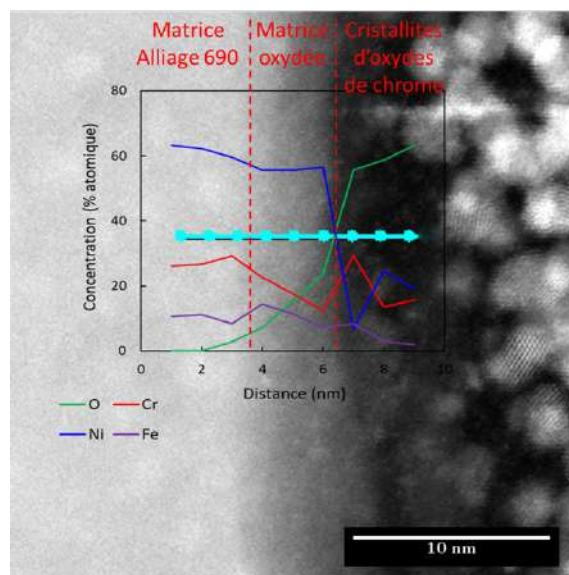 Matrice
Alliage 690
Matrice
oxydée
Cristallites
d'oxydes
de chrome
Concentration (% atomique)
80
60
40
20
0
0
2
4
6
8
10
Distance (nm)
O
Cr
Ni
Fe
10 nm